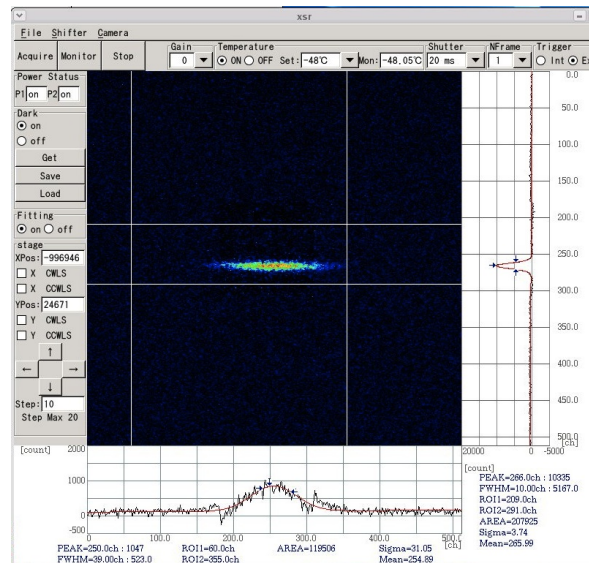 xsr
File Shifter Camera
Acquire Monitor Stop Gain 0 Temperature ON OFF Set: -48℃ Mon: -48.05℃ Shutter 20 ms NFrame 1 Trigger Int Ex
Power Status
P1 on P2 on
Dark
on
off
Get
Save
Load
Fitting
on off
stage
XPos: -996946
X CWLS
X CCWLS
YPos: 24671
Y CWLS
Y CCWLS
↑
← →
↓
Step: 10
Step Max 20
0.0
50.0
100.0
150.0
200.0
250.0
300.0
350.0
400.0
450.0
500.0
20000 0 -5000
[ch]
[count]
PEAK=266.0ch : 10335
FWHM=10.00ch : 5167.0
ROI1=209.0ch
ROI2=291.0ch
AREA=207925
Sigma=3.74
Mean=265.99
[count] 2000
1000
0
-500
0 100.0 200.0 300.0 400.0 500.0
[ch]
PEAK=250.0ch : 1047 ROI1=60.0ch AREA=119506 Sigma=31.05
FWHM=39.00ch : 523.0 ROI2=355.0ch Mean=254.89